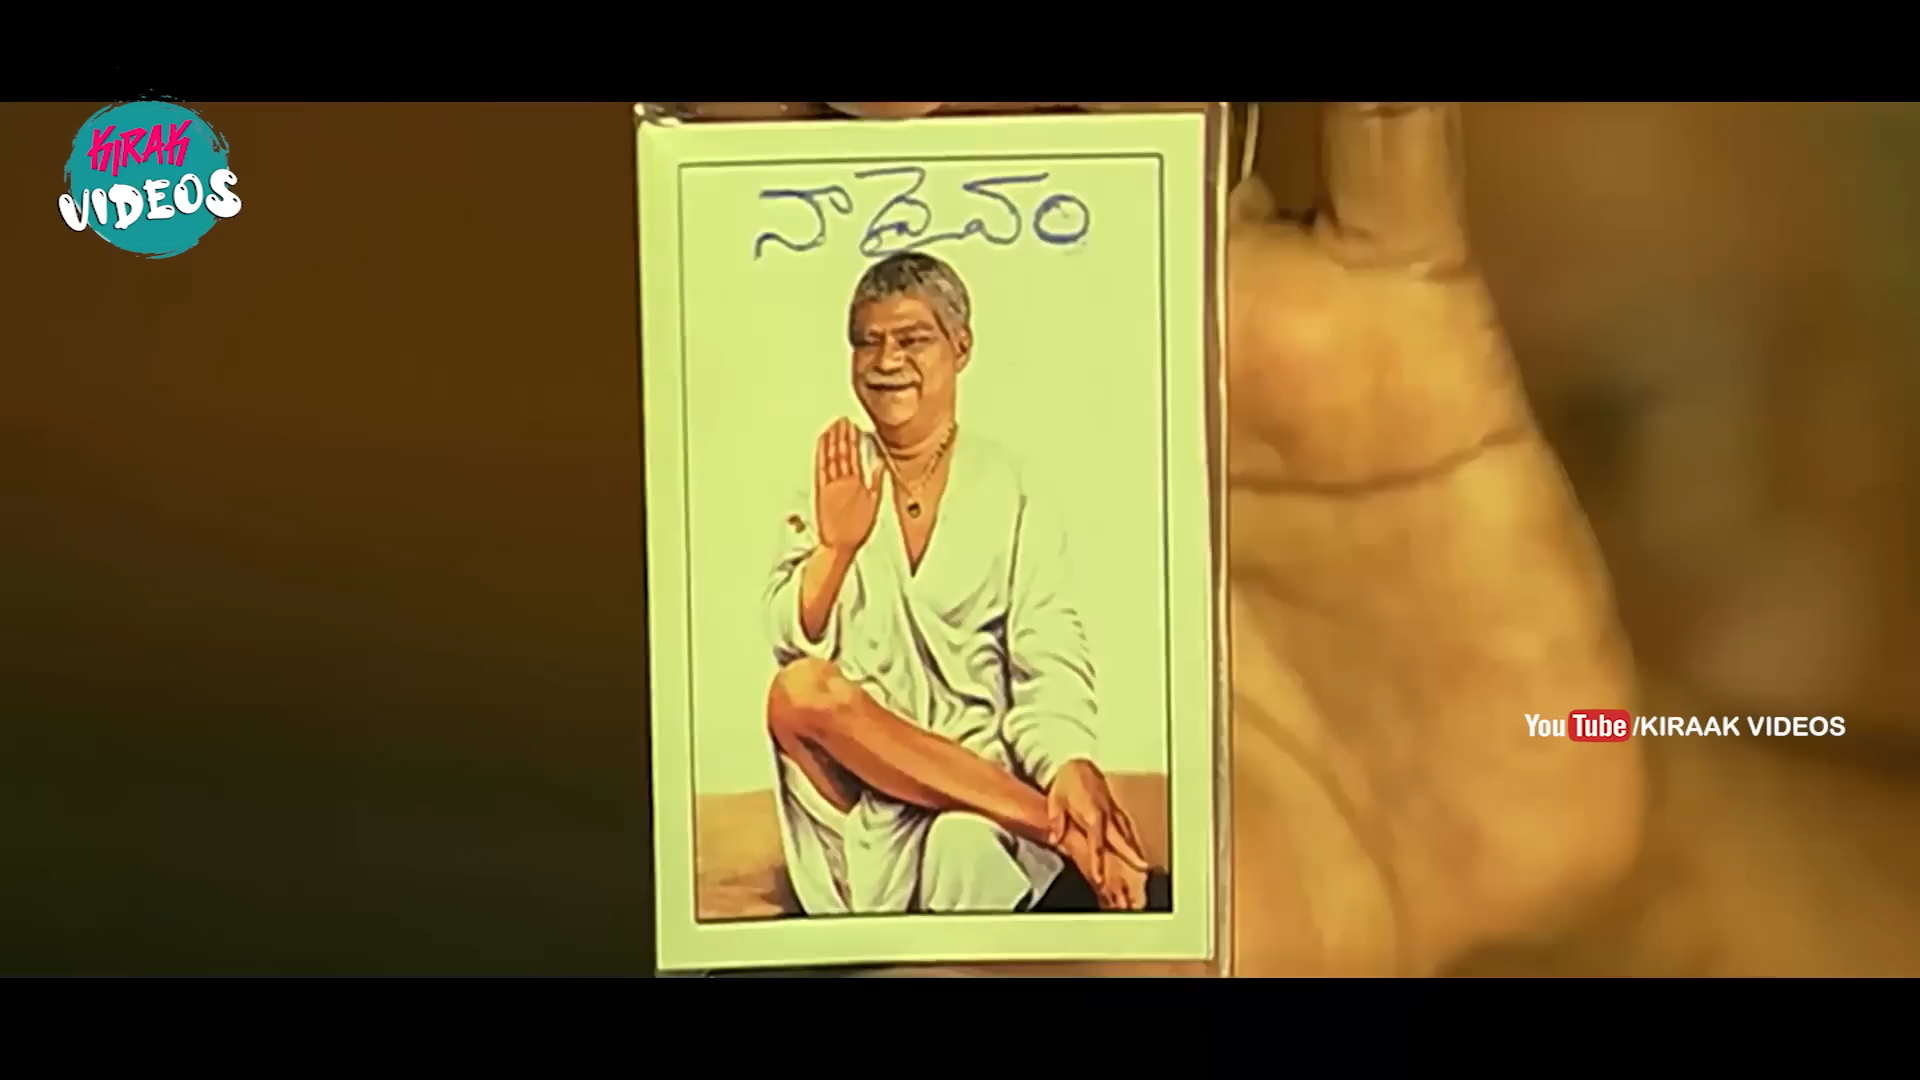 KIRAK
VIDEOS
నా దైవం
YouTube/KIRAAK VIDEOS